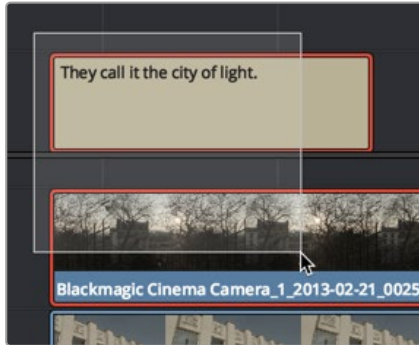 They call it the city of light.
Blackmagic Cinema Camera_1_2013-02-21_0025